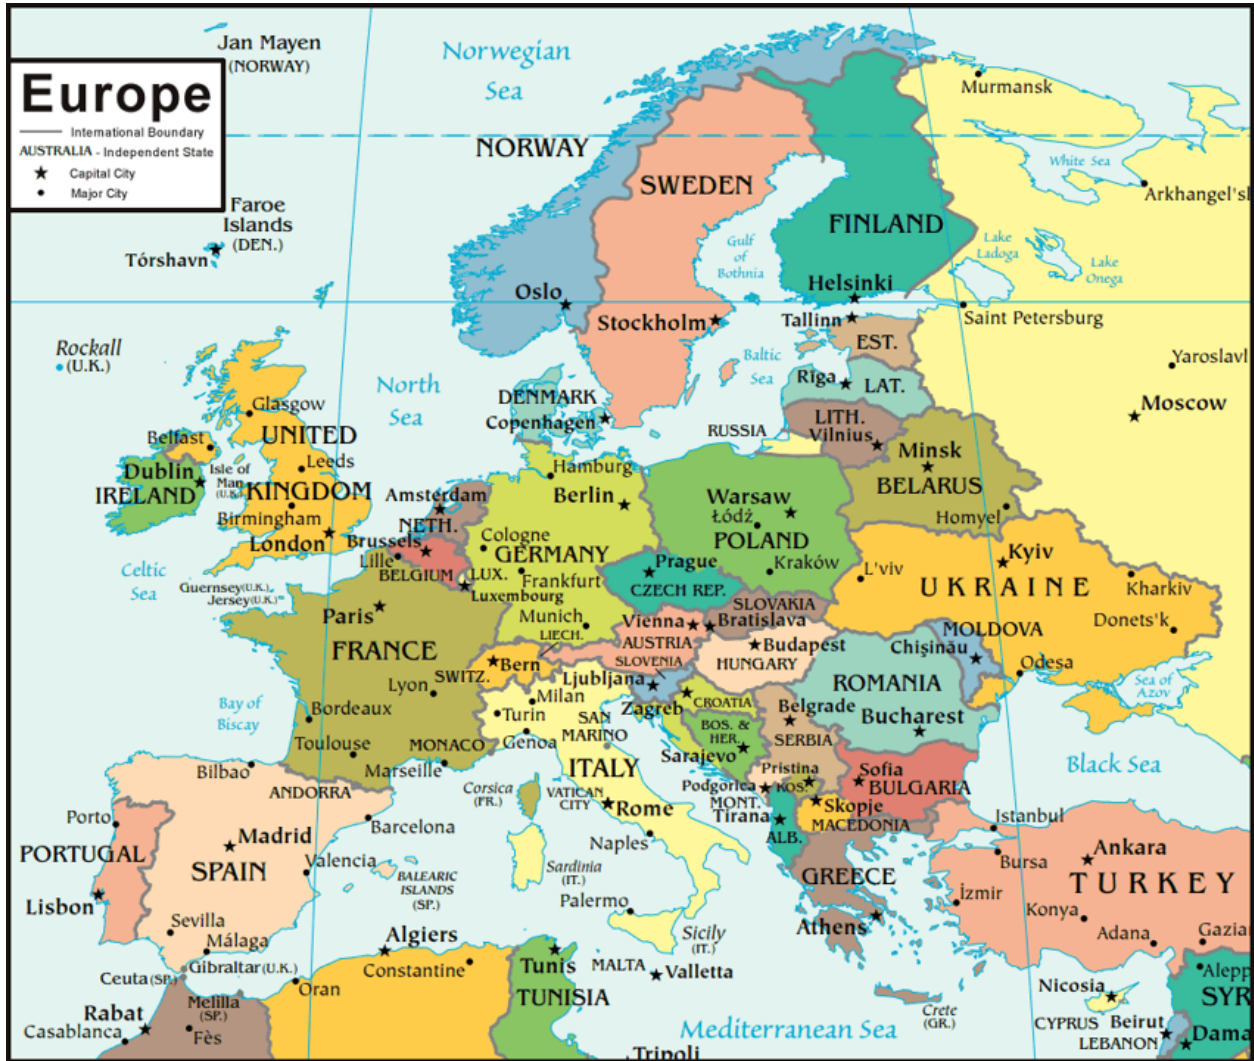 Jan Mayen
(NORWAY)
Norwegian
Sea
Europe
International Boundary
AUSTRALIA - Independent State
Capital City
Major City
Murmansk
NORWAY
White Sea
SWEDEN
Arkhangel'sk
Faroe
Islands
(DEN.)
Tórshavn
FINLAND
Gulf
of
Bothnia
Lake
Ladoga
Lake
Onega
Helsinki
Oslo
Stockholm
Tallinn
Saint Petersburg
EST.
Rockall
(U.K.)
North
Sea
Baltic
Sea
Yaroslavl
Rīga
LAT.
DENMARK
Copenhagen
Moscow
Glasgow
LITH.
Vilnius
RUSSIA
Belfast
UNITED
KINGDOM
Minsk
BELARUS
Dublin
IRELAND
Isle of
Man
(U.K.)
Leeds
Hamburg
Berlin
Amsterdam
NETH.
Warsaw
Łódź
POLAND
Homyel
Birmingham
London
Brussels
Cologne
GERMANY
Lille
BELGIUM
LUX.
Luxembourg
Frankfurt
Prague
CZECH REP.
Kraków
L'viv
Kyiv
UKRAINE
Kharkiv
Donets'k
Celtic
Sea
Guernsey(U.K.)
Jersey(U.K.)
Paris
FRANCE
Munich
LIECH.
Vienna
AUSTRIA
SLOVAKIA
Bratislava
MOLDOVA
Chișinău
Budapest
HUNGARY
SLOVENIA
Ljubljana
Odesa
SWITZ.
Bern
Lyon
Milan
Turin
Genoa
SAN
MARINO
Zagreb
CROATIA
ROMANIA
Bucharest
Sea of
Azov
Bay of
Biscay
Bordeaux
Toulouse
MONACO
Marseille
BOS. &
HER.
Sarajevo
Belgrade
SERBIA
Black Sea
Bilbao
ANDORRA
Corsica
(FR.)
ITALY
VATICAN
CITY
Rome
Podgorica
MONT.
Pristina
KOS.
Sofia
BULGARIA
Skopje
MACEDONIA
Tirana
ALB.
Istanbul
Porto
PORTUGAL
Lisbon
Madrid
SPAIN
Barcelona
Valencia
BALEARIC
ISLANDS
(SP.)
Sardinia
(IT.)
Naples
Bursa
Ankara
TURKEY
GREECE
Athens
İzmir
Konya
Adana
Gazian
Sevilla
Málaga
Palermo
Sicily
(IT.)
Algiers
Constantine
Tunis
TUNISIA
MALTA
Valletta
Ceuta(SP.)
Gibraltar(U.K.)
Oran
Melilla
(SP.)
Rabat
Casablanca
Fès
Crete
(GR.)
Mediterranean Sea
Nicosia
CYPRUS
Beirut
LEBANON
Alepp
SYR
Dama
Tripoli